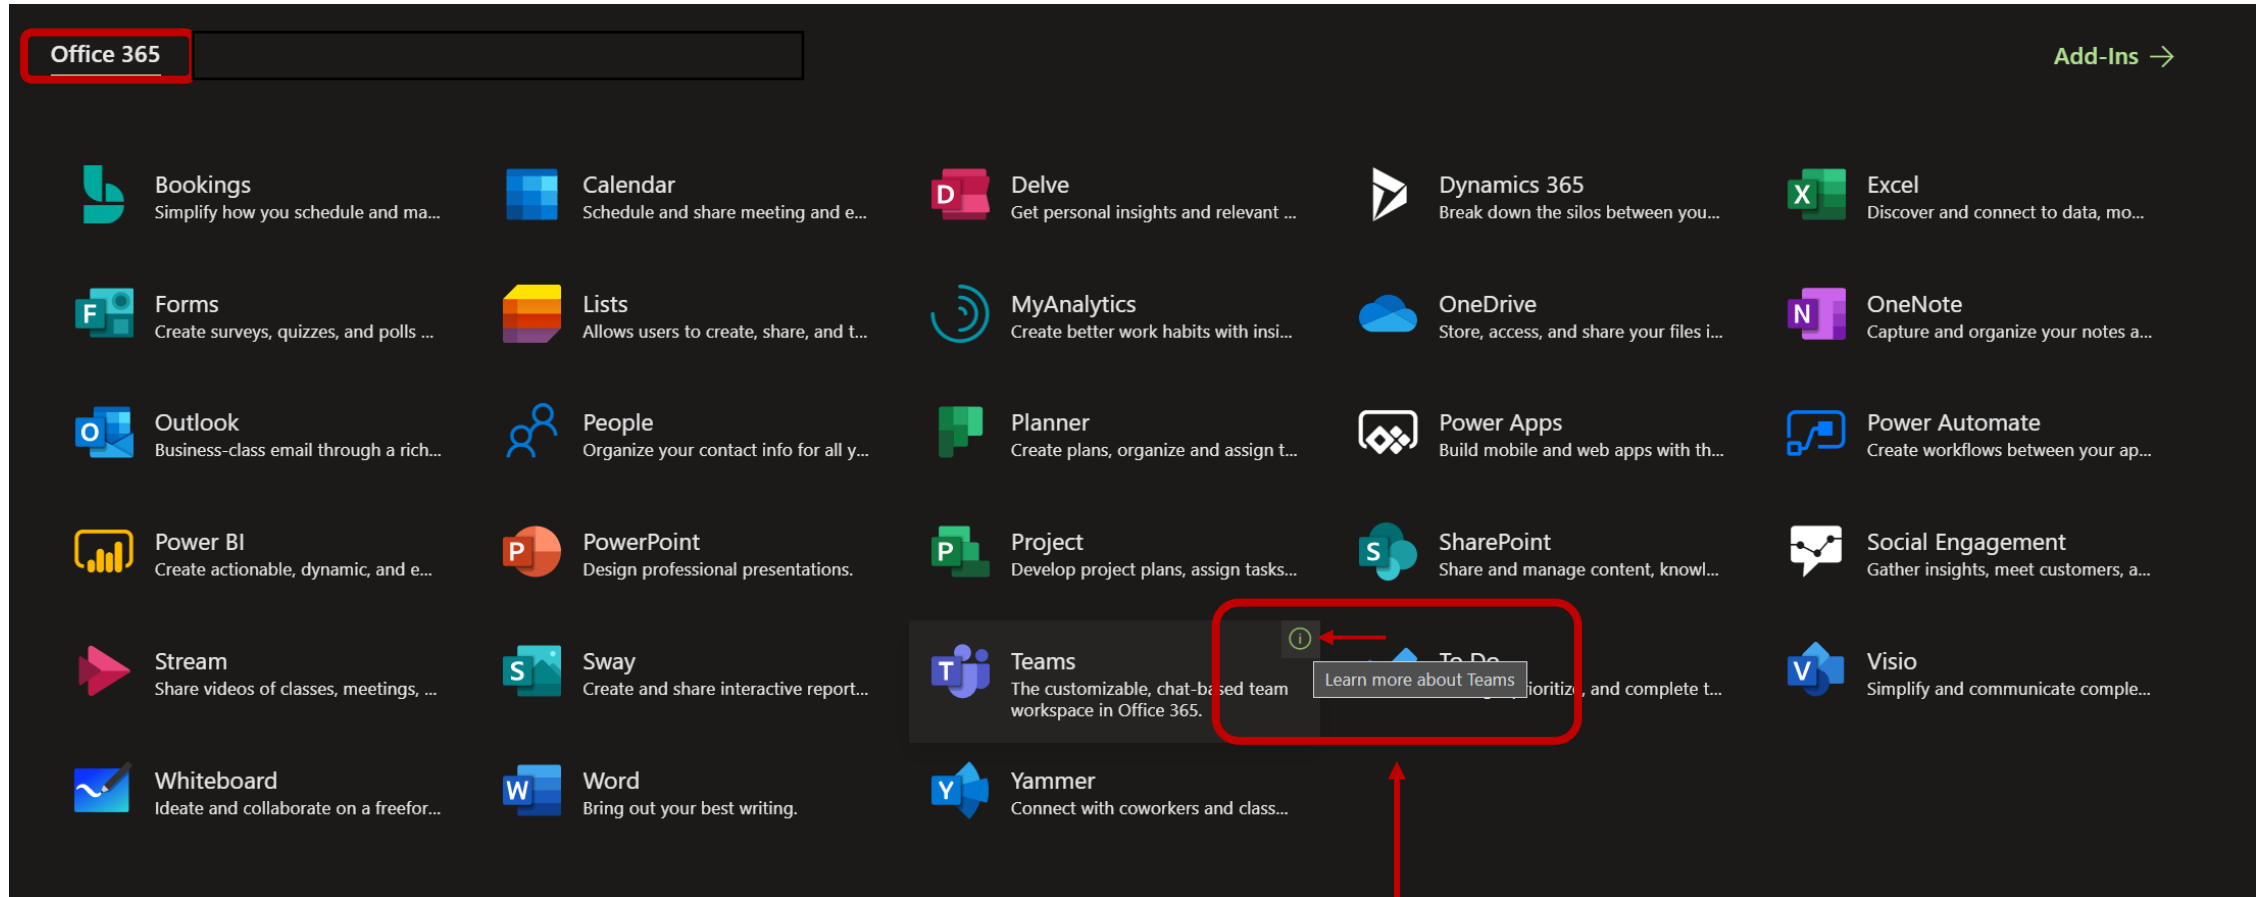 Office 365
Add-Ins →
Bookings
Simplify how you schedule and ma...
Calendar
Schedule and share meeting and e...
Delve
Get personal insights and relevant ...
Dynamics 365
Break down the silos between you...
Excel
Discover and connect to data, mo...
Forms
Create surveys, quizzes, and polls ...
Lists
Allows users to create, share, and t...
MyAnalytics
Create better work habits with insi...
OneDrive
Store, access, and share your files i...
OneNote
Capture and organize your notes a...
Outlook
Business-class email through a rich...
People
Organize your contact info for all y...
Planner
Create plans, organize and assign t...
Power Apps
Build mobile and web apps with th...
Power Automate
Create workflows between your ap...
Power BI
Create actionable, dynamic, and e...
PowerPoint
Design professional presentations.
Project
Develop project plans, assign tasks...
SharePoint
Share and manage content, knowl...
Social Engagement
Gather insights, meet customers, a...
Stream
Share videos of classes, meetings, ...
Sway
Create and share interactive report...
Teams
The customizable, chat-based team
workspace in Office 365.
Learn more about Teams
To Do
and complete t...
Visio
Simplify and communicate comple...
Whiteboard
Ideate and collaborate on a freefor...
Word
Bring out your best writing.
Yammer
Connect with coworkers and class...